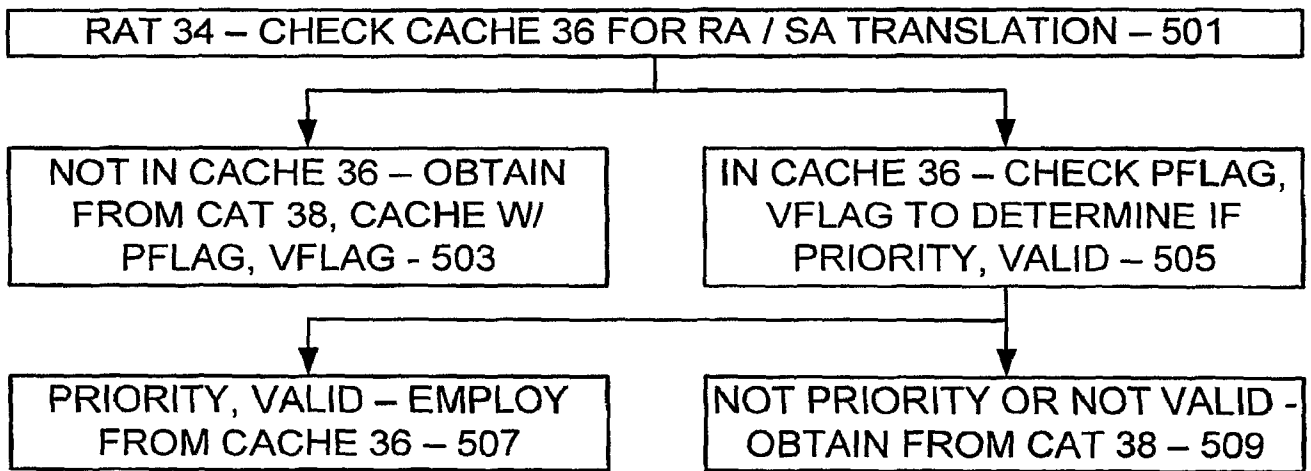 RAT 34 – CHECK CACHE 36 FOR RA / SA TRANSLATION – 501
NOT IN CACHE 36 – OBTAIN
FROM CAT 38, CACHE W/
PFLAG, VFLAG - 503
IN CACHE 36 – CHECK PFLAG,
VFLAG TO DETERMINE IF
PRIORITY, VALID – 505
PRIORITY, VALID – EMPLOY
FROM CACHE 36 – 507
NOT PRIORITY OR NOT VALID -
OBTAIN FROM CAT 38 – 509